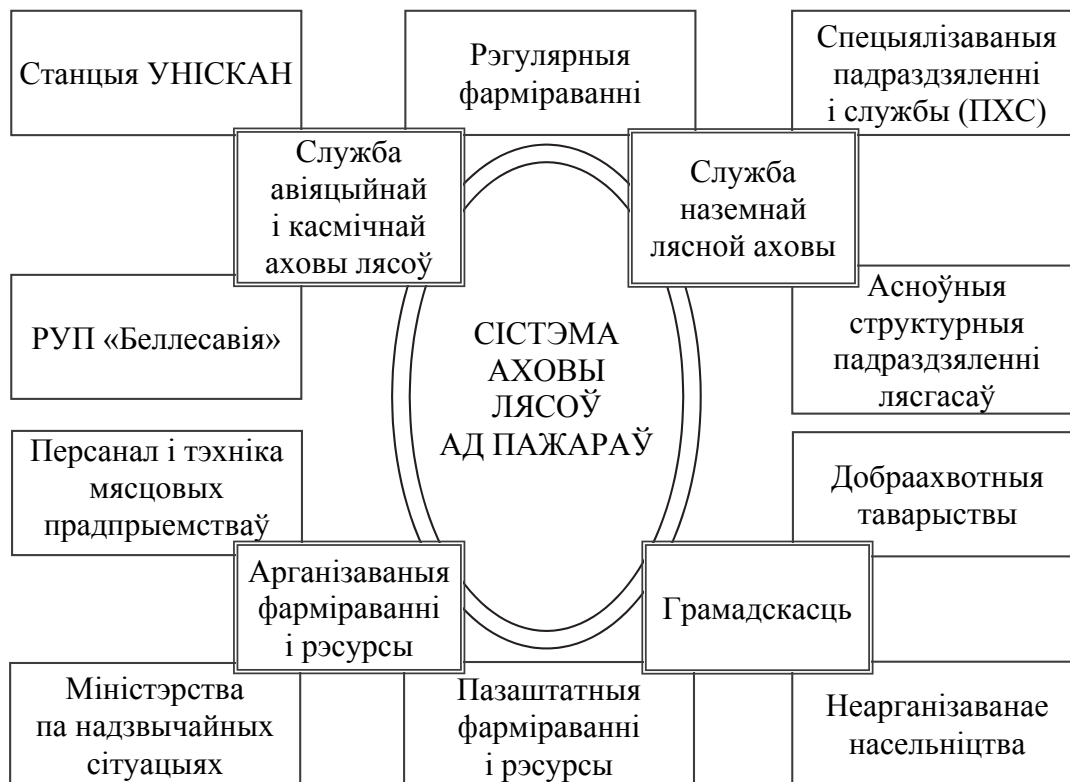 Станцыя УНІСКАН
Рэгулярныя
фарміраванні
Спецыялізаваныя
падраздзяленні
і службы (ПХС)
Служба
авіяцыйнай
і касмічнай
аховы лясоў
Служба
наземнай
лясной аховы
РУП «Беллесавія»
СІСТЭМА
АХОВЫ
ЛЯСОЎ
АД ПАЖАРАЎ
Асноўныя
структурныя
падраздзяленні
лясгасаў
Персанал і тэхніка
мясцовых
прадпрыемстваў
Добраахвотныя
таварыствы
Арганізаваныя
фарміраванні
і рэсурсы
Грамадскасць
Міністэрства
па надзвычайных
сітуацыях
Пазаштатныя
фарміраванні
і рэсурсы
Неарганізаванае
насельніцтва